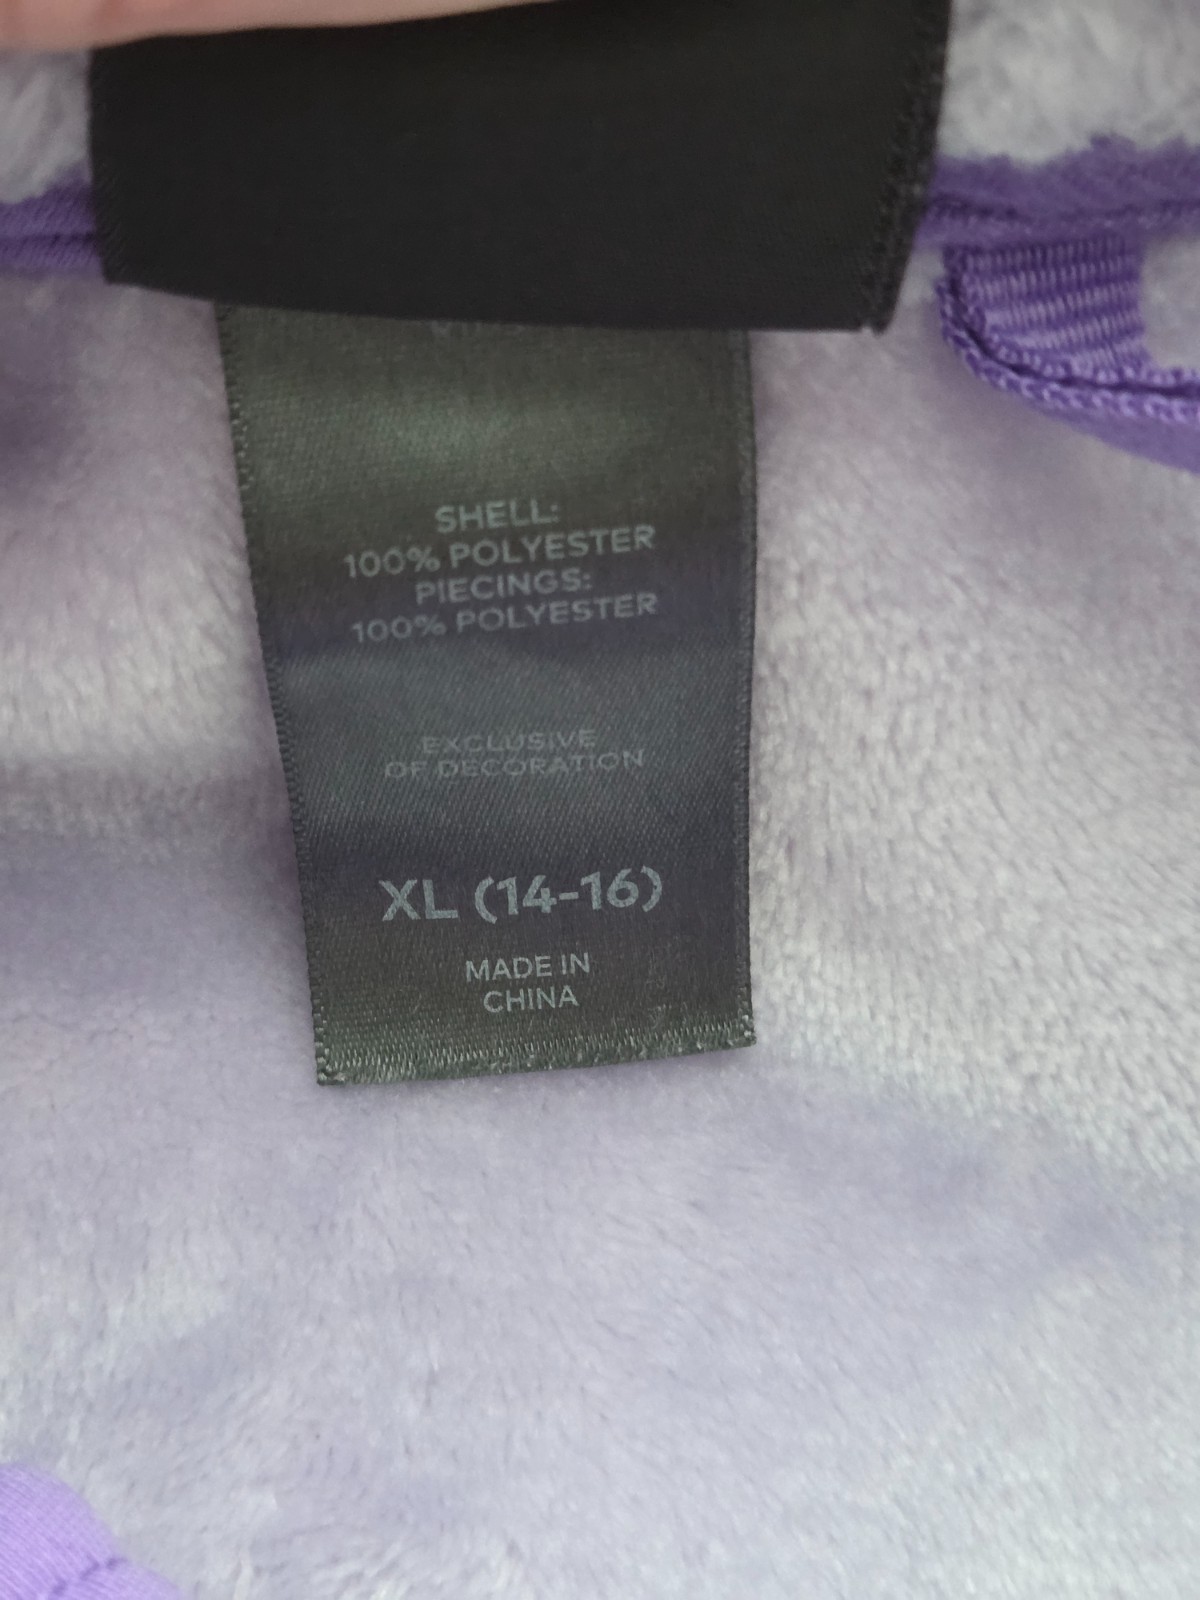 SHELL:
100% POLYESTER
PIECINGS:
100% POLYESTER
EXCLUSIVE
OF DECORATION
XL (14-16)
MADE IN
CHINA